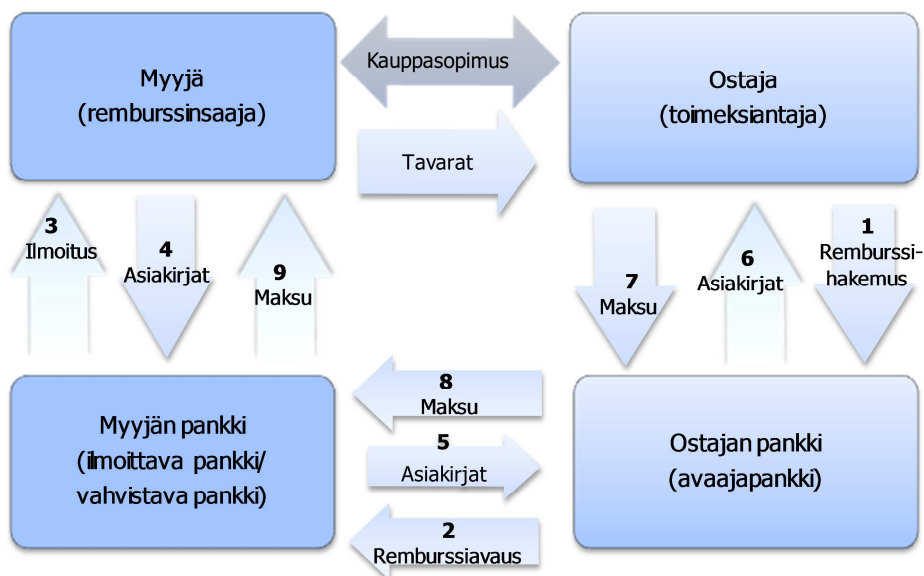 Myyjä
(remburssinsaaja)
Kauppasopimus
Tavarat
Ostaja
(toimeksiantaja)
3
Ilmoitus
4
Asiakirjat
9
Maksu
7
Maksu
6
Asiakirjat
1
Remburssi-
hakemus
Myyjän pankki
(ilmoittava pankki/
vahvistava pankki)
8
Maksu
5
Asiakirjat
2
Remburssiavaus
Ostajan pankki
(avaajapankki)